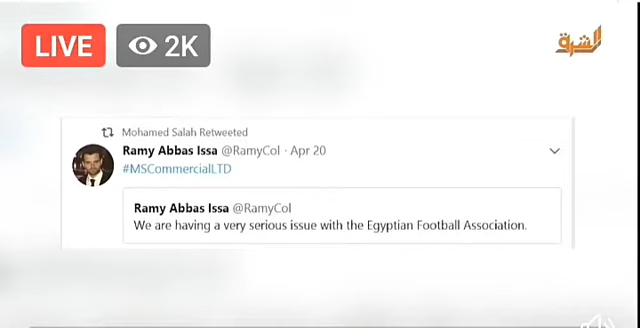 LIVE 2K
الشرق
Mohamed Salah Retweeted
Ramy Abbas Issa @RamyCol · Apr 20
#MSCommercialLTD
Ramy Abbas Issa @RamyCol
We are having a very serious issue with the Egyptian Football Association.